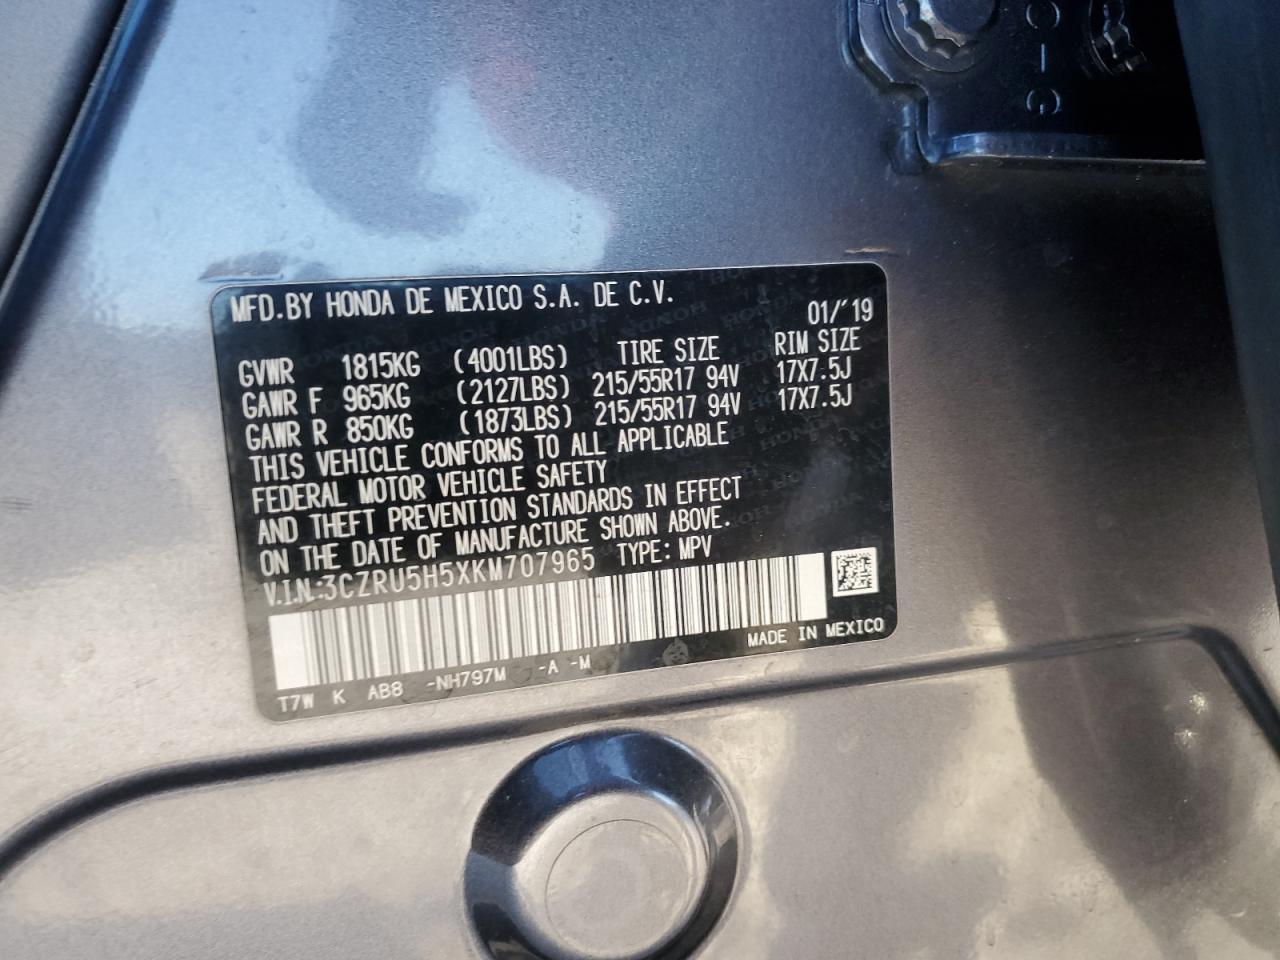 MFD.BY HONDA DE MEXICO S.A. DE C.V.
01/'19
GVWR 1815KG (4001LBS) TIRE SIZE RIM SIZE
GAWR F 965KG (2127LBS) 215/55R17 94V 17X7.5J
GAWR R 850KG (1873LBS) 215/55R17 94V 17X7.5J
THIS VEHICLE CONFORMS TO ALL APPLICABLE
FEDERAL MOTOR VEHICLE SAFETY
AND THEFT PREVENTION STANDARDS IN EFFECT
ON THE DATE OF MANUFACTURE SHOWN ABOVE.
V.I.N.:3CZRU5H5XKM707965 TYPE: MPV
MADE IN MEXICO
T7W K AB8 -NH797M -A -M